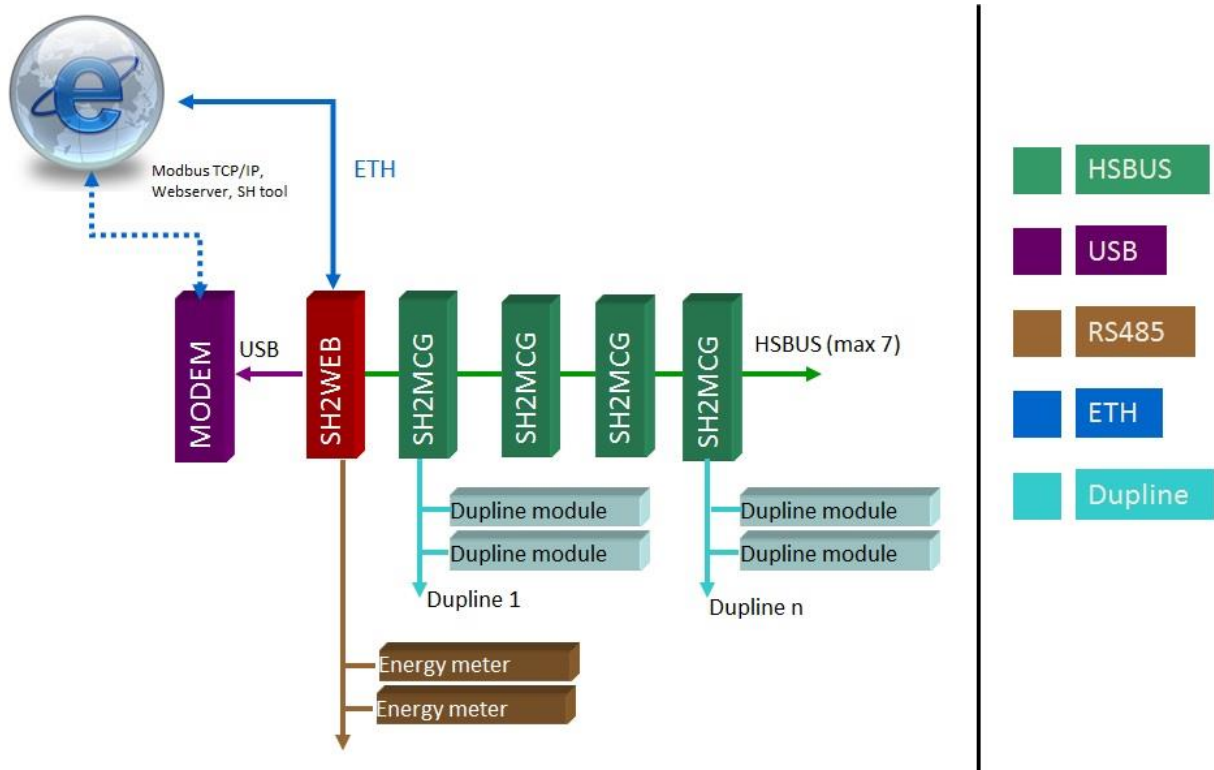 e
Modbus TCP/IP,
Webserver, SH tool
ETH
MODEM
USB
SH2WEB
SH2MCG
SH2MCG
SH2MCG
SH2MCG
HSBUS (max 7)
Dupline module
Dupline module
Dupline 1
Dupline module
Dupline module
Dupline n
Energy meter
Energy meter
HSBUS
USB
RS485
ETH
Dupline